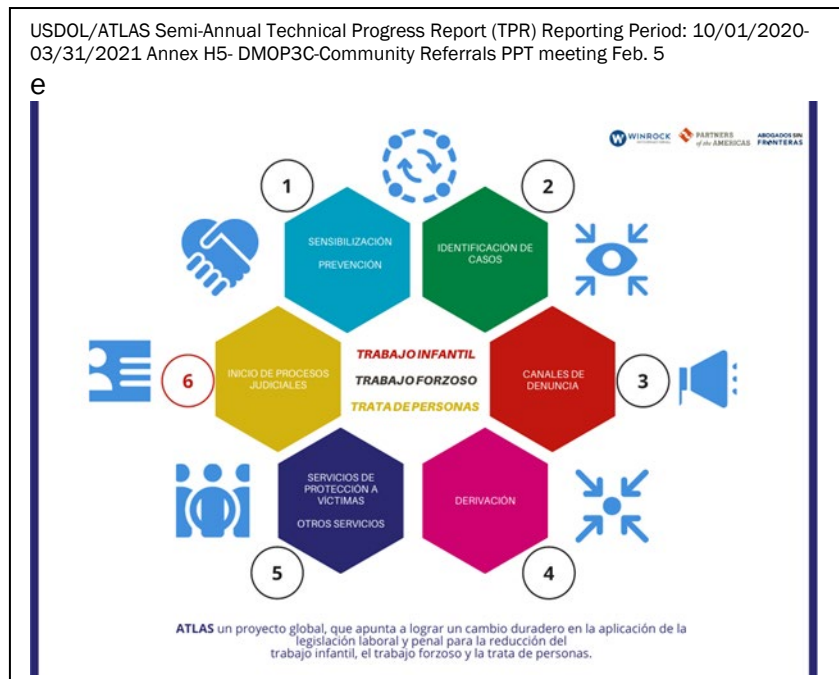 USDOL/ATLAS Semi-Annual Technical Progress Report (TPR) Reporting Period: 10/01/2020-
03/31/2021 Annex H5- DMOP3C-Community Referrals PPT meeting Feb. 5
e
WINROCK
INTERNATIONAL
PARTNERS
of the AMERICAS
ABOGADOS SIN
FRONTERAS
1
2
SENSIBILIZACIÓN
PREVENCIÓN
IDENTIFICACIÓN DE
CASOS
6
INICIO DE PROCESOS
JUDICIALES
TRABAJO INFANTIL
TRABAJO FORZOSO
TRATA DE PERSONAS
CANALES DE
DENUNCIA
3
SERVICIOS DE
PROTECCIÓN A
VÍCTIMAS
OTROS SERVICIOS
DERIVACIÓN
5
4
ATLAS un proyecto global, que apunta a lograr un cambio duradero en la aplicación de la
legislación laboral y penal para la reducción del
trabajo infantil, el trabajo forzoso y la trata de personas.